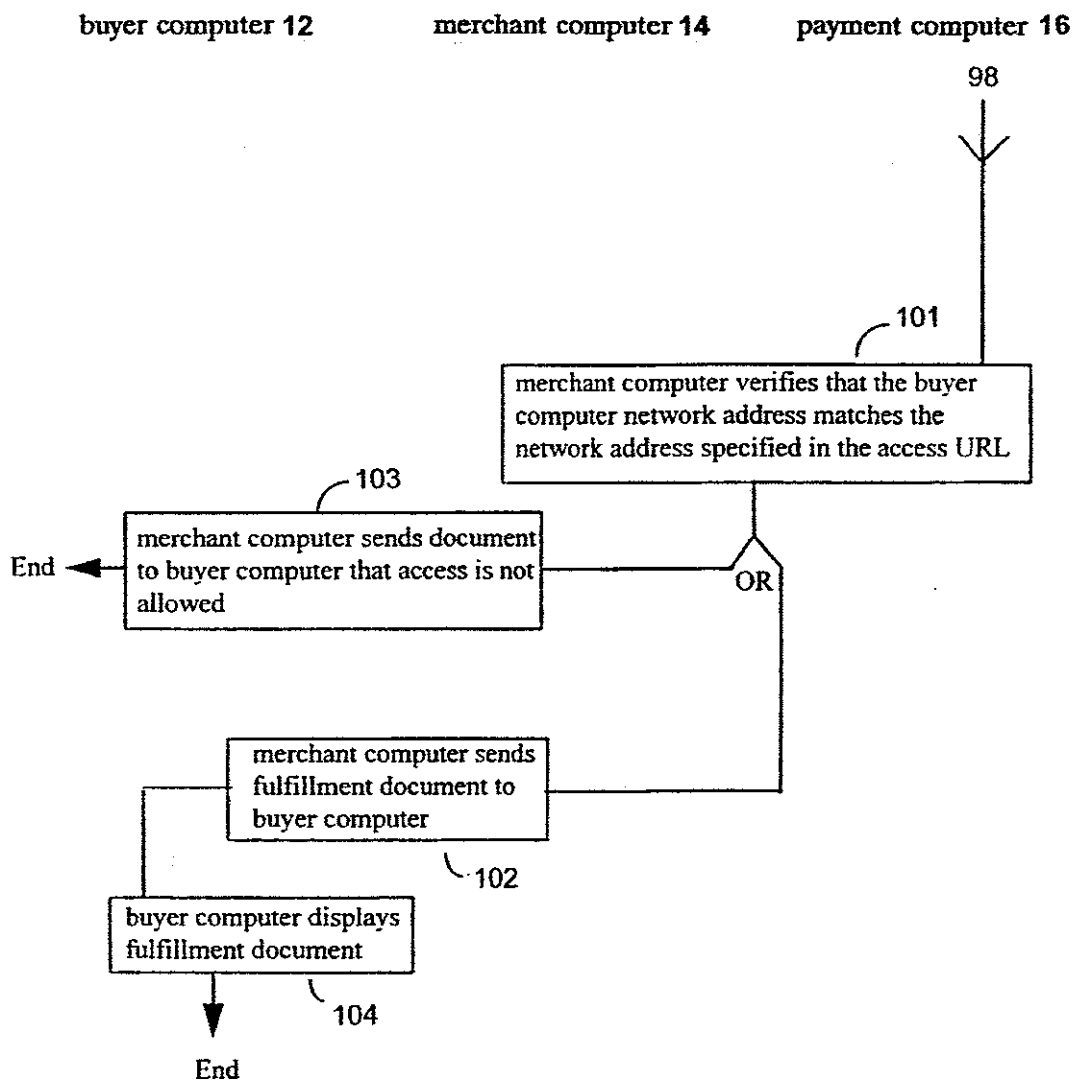 buyer computer 12 merchant computer 14 payment computer 16
98
101
merchant computer verifies that the buyer
computer network address matches the
network address specified in the access URL
103
merchant computer sends document
to buyer computer that access is not
allowed
End
OR
merchant computer sends
fulfillment document to
buyer computer
102
buyer computer displays
fulfillment document
104
End